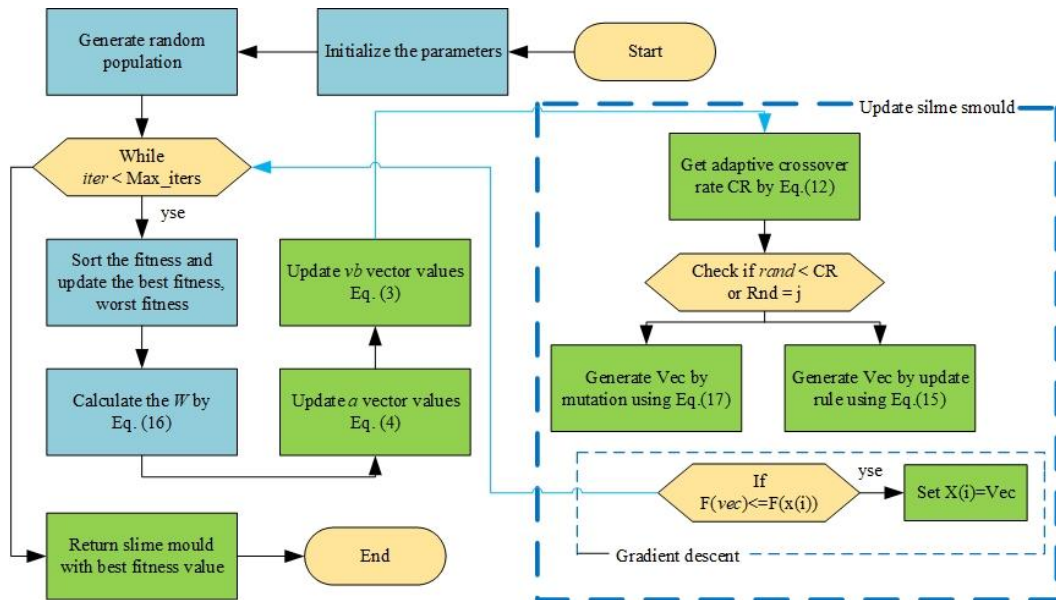 Start
Initialize the parameters
Generate random
population
While
iter < Max_iters
yse
Sort the fitness and
update the best fitness,
worst fitness
Calculate the W by
Eq. (16)
Update a vector values
Eq. (4)
Update vb vector values
Eq. (3)
Update silme smould
Get adaptive crossover
rate CR by Eq.(12)
Check if rand < CR
or Rnd = j
Generate Vec by
mutation using Eq.(17)
Generate Vec by update
rule using Eq.(15)
If
F(vec)<=F(x(i))
yse
Set X(i)=Vec
Gradient descent
Return slime mould
with best fitness value
End